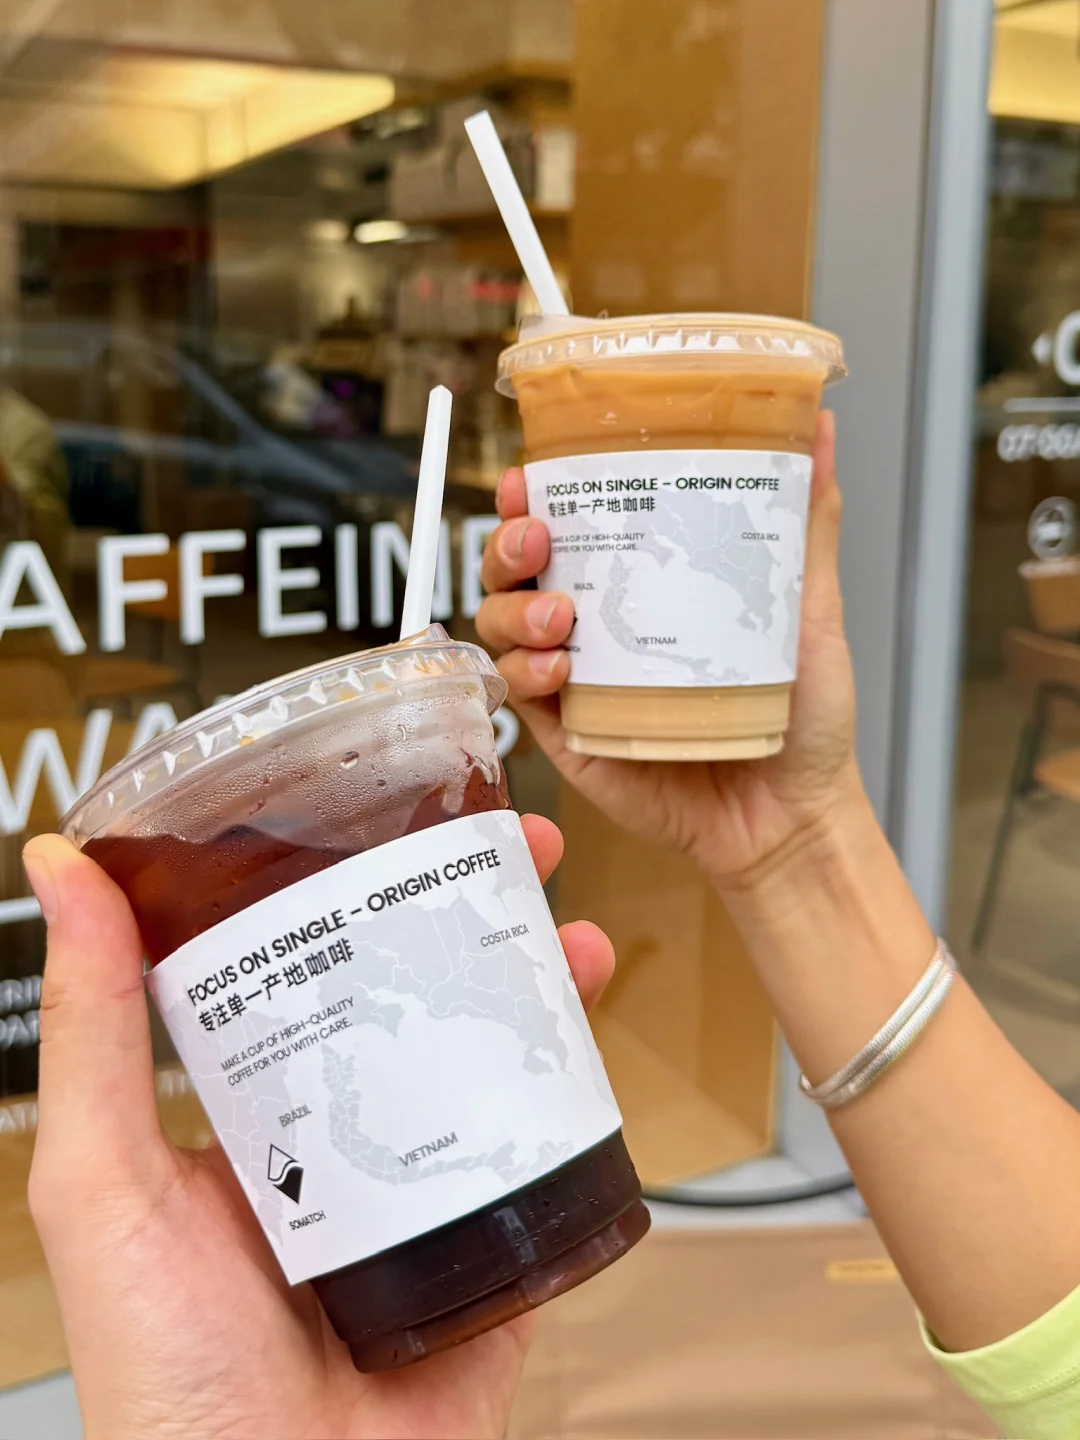 AFFEINE
FOCUS ON SINGLE – ORIGIN COFFEE
专注单一产地咖啡
MAKE A CUP OF HIGH-QUALITY
COFFEE FOR YOU WITH CARE.
COSTA RICA
BRAZIL
VIETNAM
FOCUS ON SINGLE – ORIGIN COFFEE
专注单一产地咖啡
MAKE A CUP OF HIGH-QUALITY
COFFEE FOR YOU WITH CARE.
COSTA RICA
BRAZIL
VIETNAM
SOMATCH